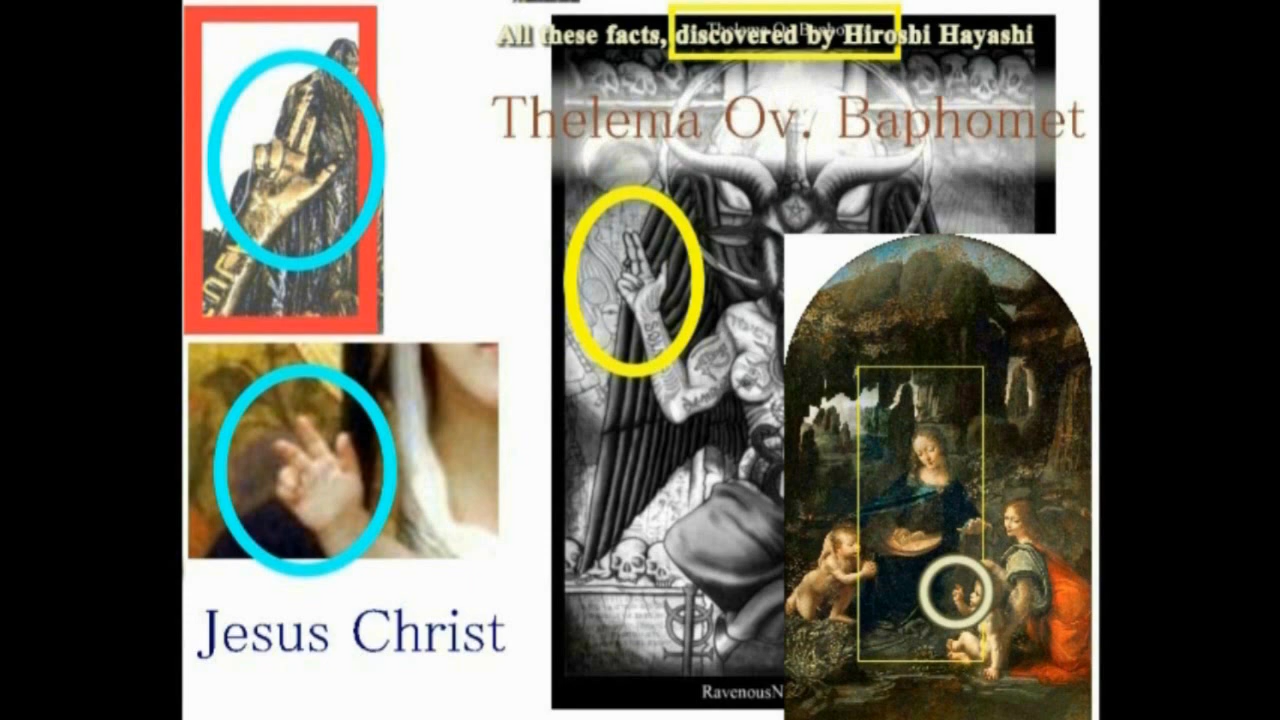 All these facts, discovered by Hiroshi Hayashi
Thelema Ov. Baphomet
Jesus Christ
RavenousN